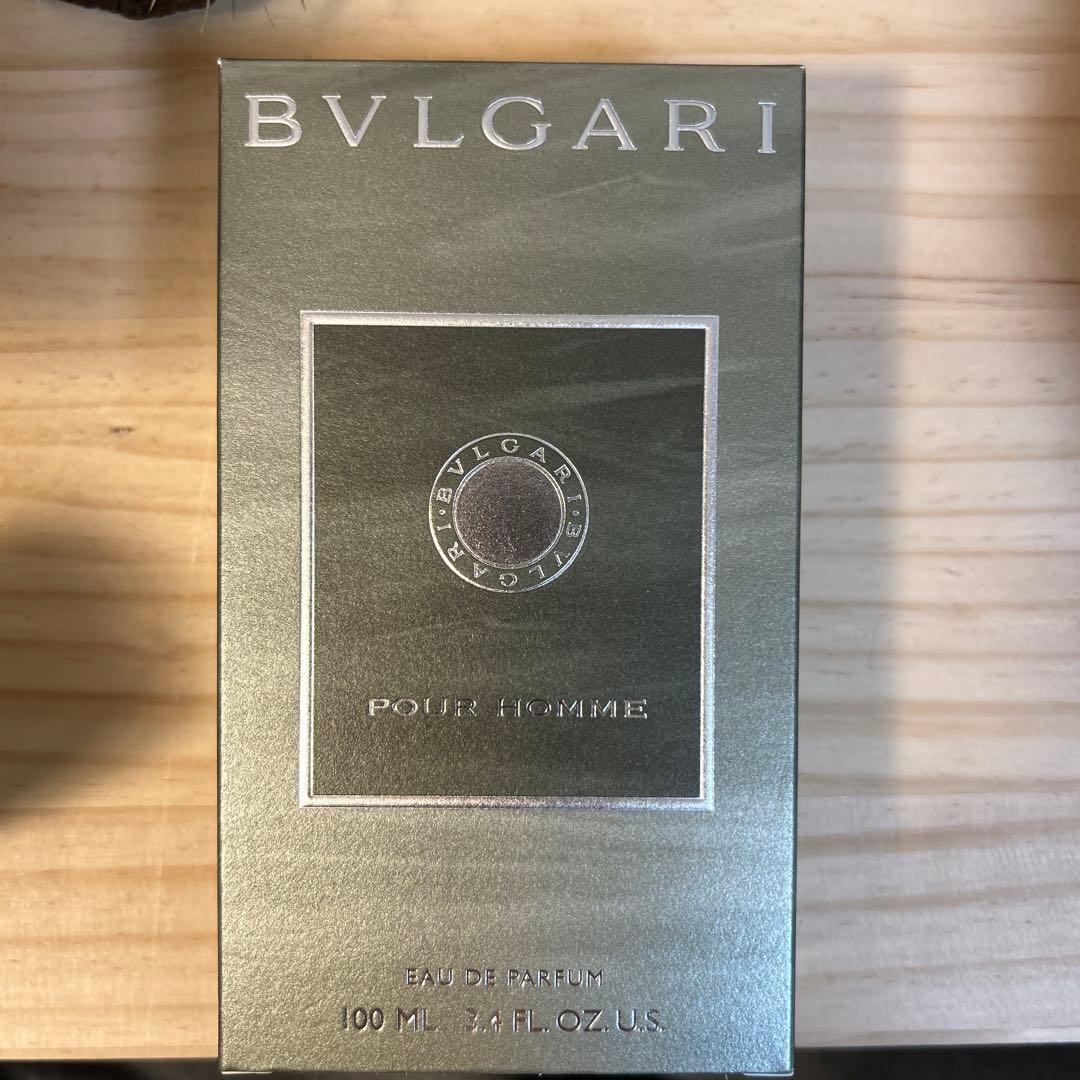 BVLGARI
BVLGARI · BVLGARI ·
POUR HOMME
EAU DE PARFUM
100 ML 3.4 FL. OZ. U.S.